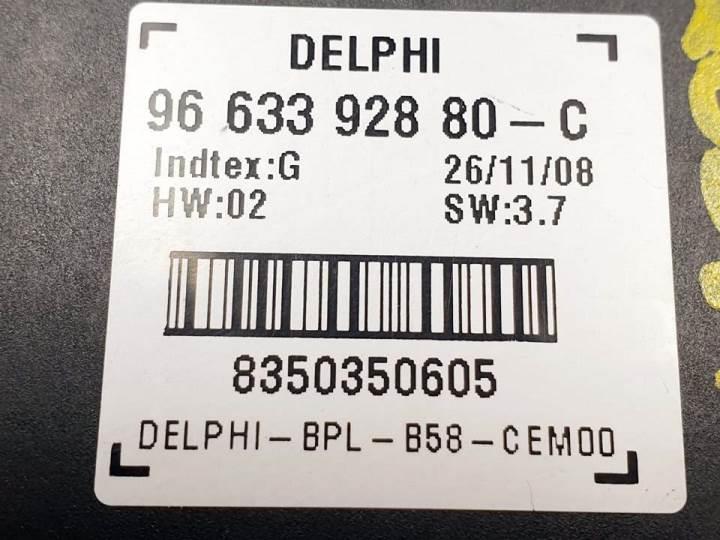 DELPHI
96 633 928 80-C
Indtex:G 26/11/08
HW:02 SW:3.7
8350350605
DELPHI-BPL-B58-CEM00